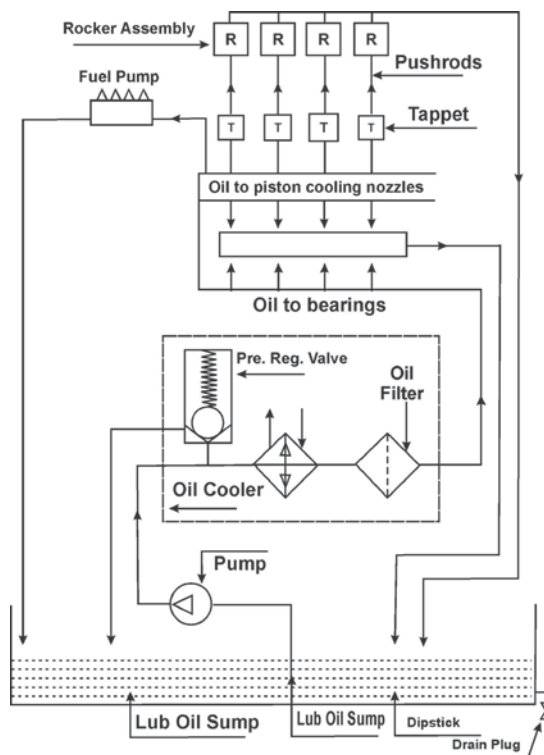 Rocker Assembly
R R R R
Fuel Pump
Pushrods
T T T T
Tappet
Oil to piston cooling nozzles
Oil to bearings
Pre. Reg. Valve
Oil
Filter
Oil Cooler
Pump
Lub Oil Sump
Lub Oil Sump
Dipstick
Drain Plug